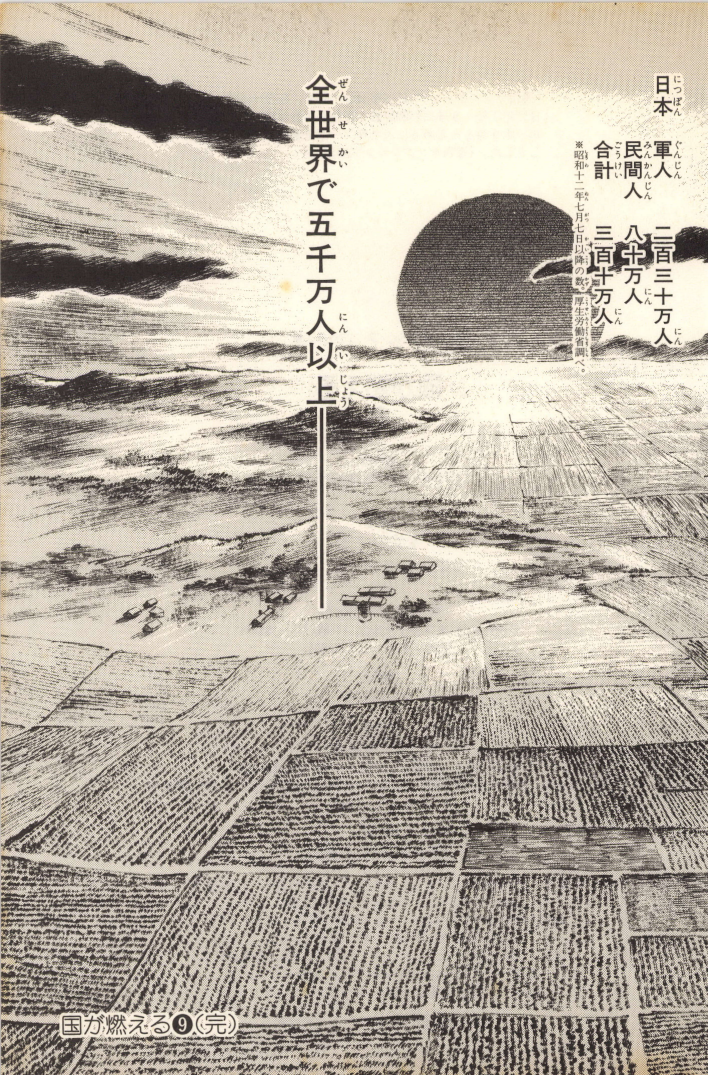 日本 軍人 二百三十万人
民間人 八十万人
合計 三百十万人
※昭和十二年七月七日以降の数。厚生労働省調べ。
全世界で五千万人以上――
国が燃える❾(完)